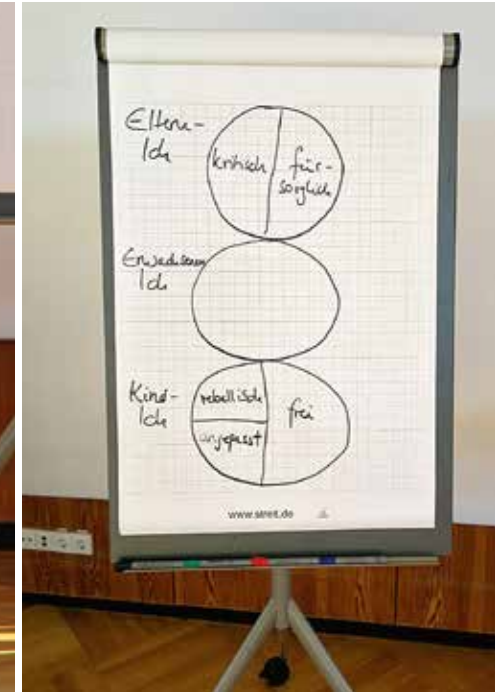 Eltern-
Ich
kritisch
für-
sorglich
Erwachsenen
Ich
Kind-
Ich
rebellisch
angepasst
frei
www.streit.de